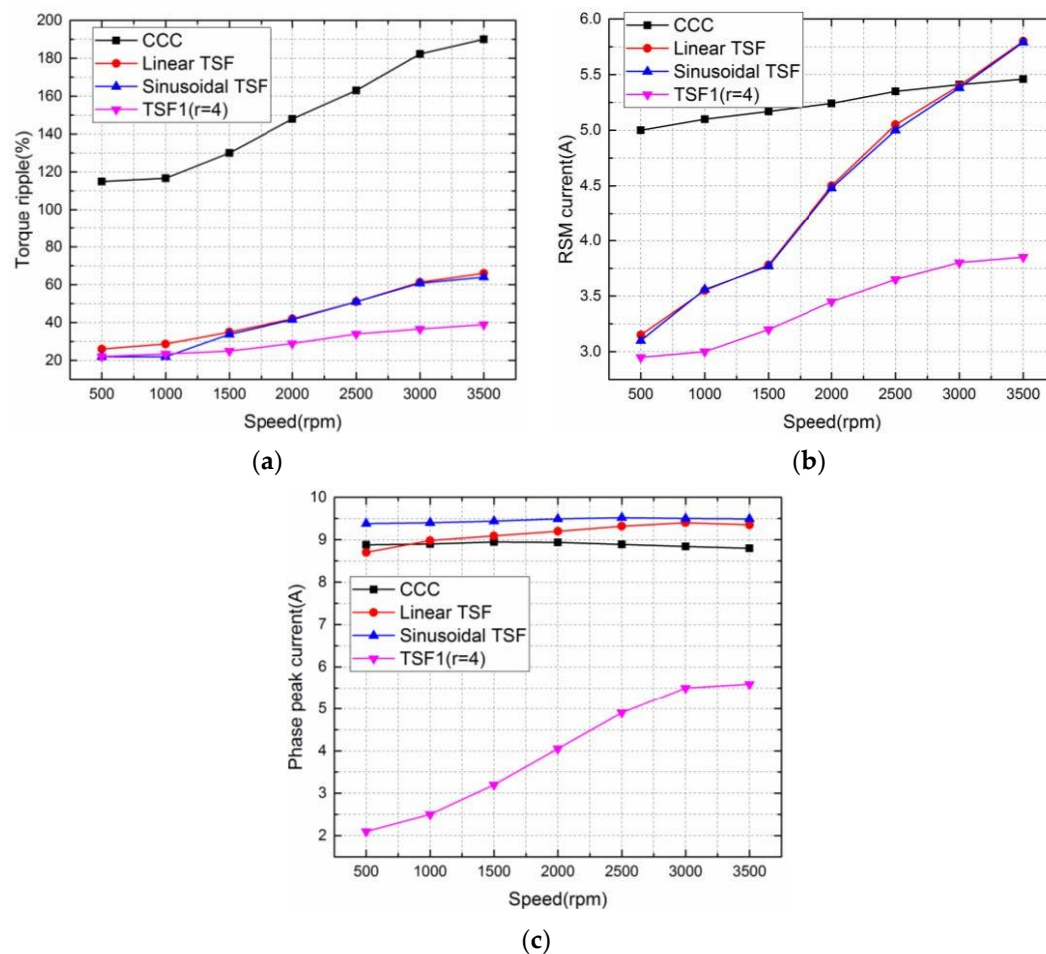 200
180
160
140
120
100
80
60
40
20
Torque ripple(%)
CCC
Linear TSF
Sinusoidal TSF
TSF1(r=4)
500 1000 1500 2000 2500 3000 3500
Speed(rpm)
(a)
6.0
5.5
5.0
4.5
4.0
3.5
3.0
RSM current(A)
CCC
Linear TSF
Sinusoidal TSF
TSF1(r=4)
500 1000 1500 2000 2500 3000 3500
Speed(rpm)
(b)
10
9
8
7
6
5
4
3
2
Phase peak current(A)
CCC
Linear TSF
Sinusoidal TSF
TSF1(r=4)
500 1000 1500 2000 2500 3000 3500
Speed(rpm)
(c)